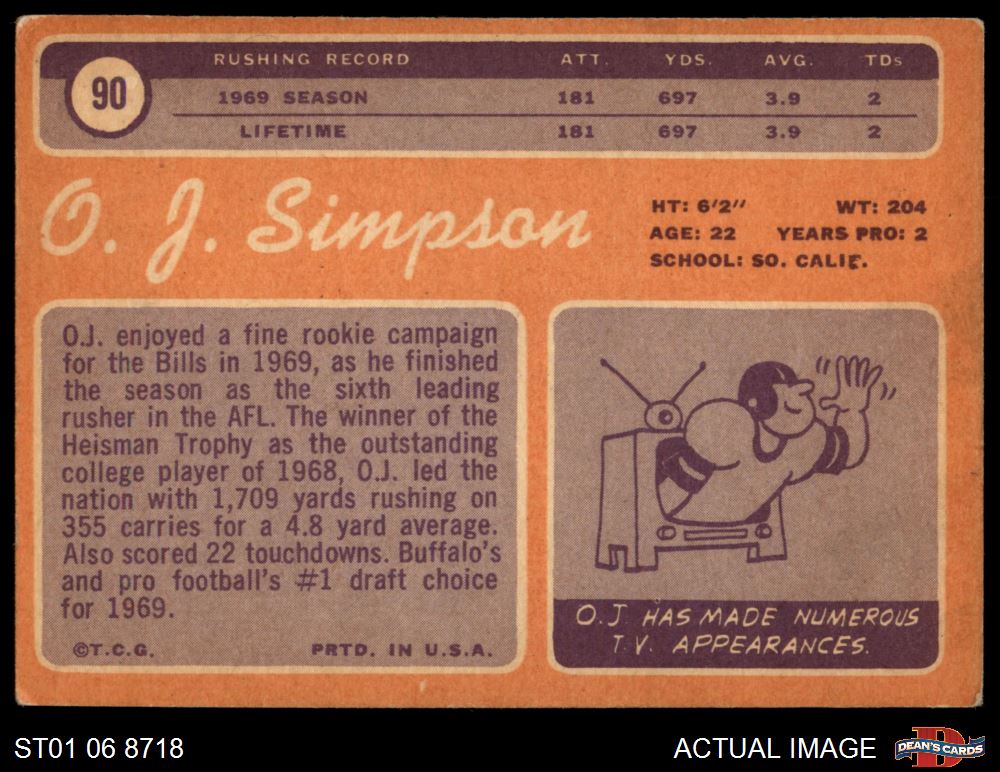 RUSHING RECORD ATT. YDS. AVG. TDs
90
1969 SEASON 181 697 3.9 2
LIFETIME 181 697 3.9 2
O. J. Simpson
HT: 6'2" WT: 204
AGE: 22 YEARS PRO: 2
SCHOOL: SO. CALIF.
O.J. enjoyed a fine rookie campaign
for the Bills in 1969, as he finished
the season as the sixth leading
rusher in the AFL. The winner of the
Heisman Trophy as the outstanding
college player of 1968, O.J. led the
nation with 1,709 yards rushing on
355 carries for a 4.8 yard average.
Also scored 22 touchdowns. Buffalo's
and pro football's #1 draft choice
for 1969.
©T.C.G. PRTD. IN U.S.A.
O.J HAS MADE NUMEROUS
T.V. APPEARANCES.
ST01 06 8718
ACTUAL IMAGE
D
DEAN'S CARDS